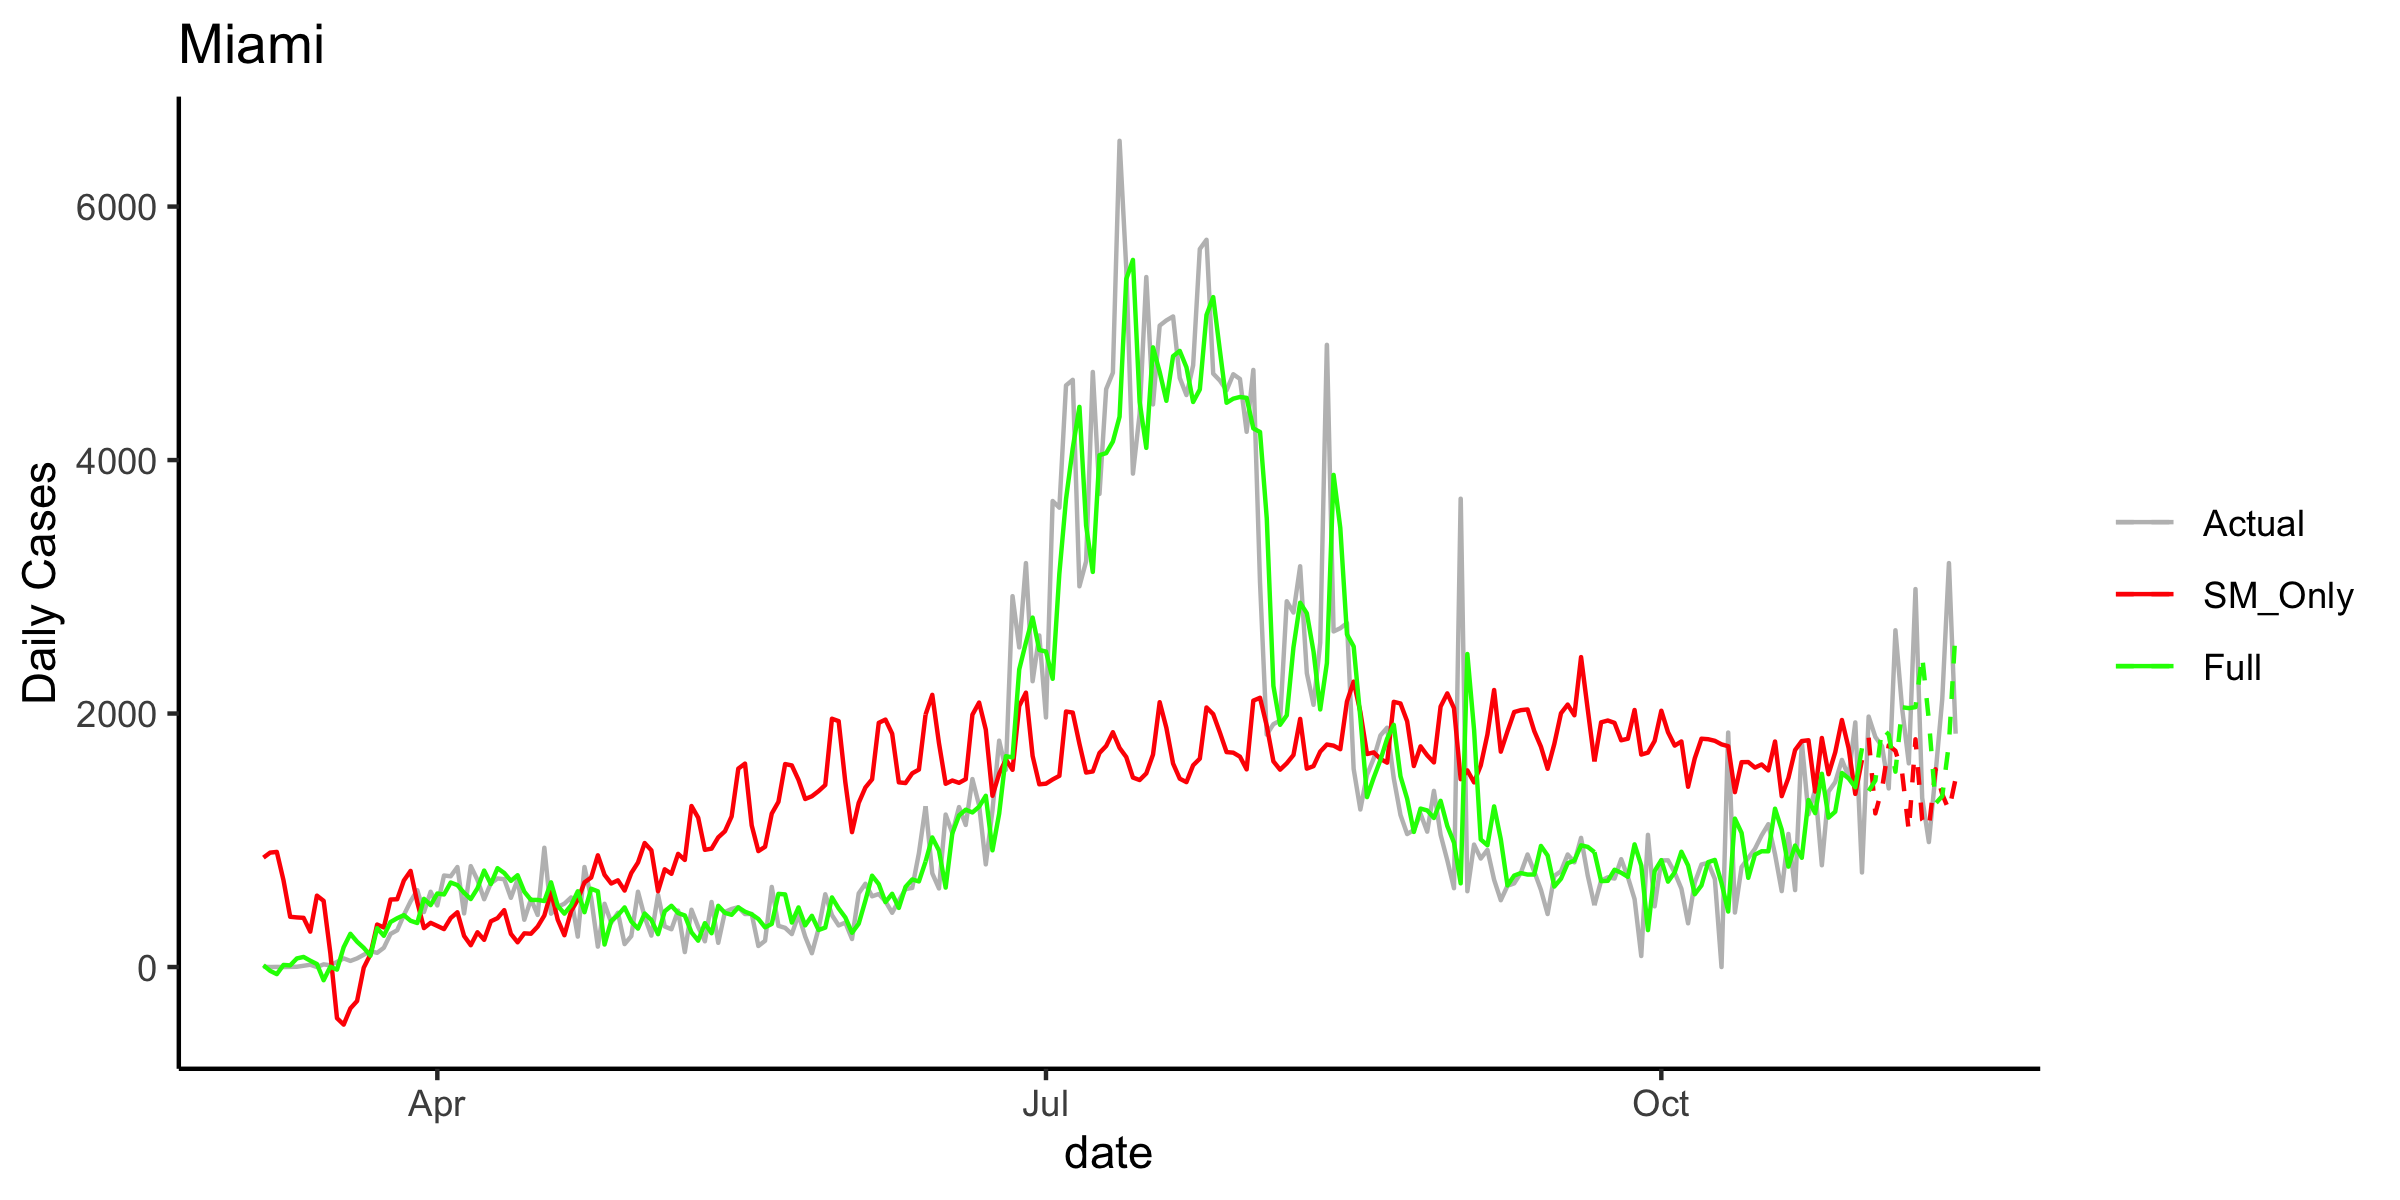 Miami
Daily Cases
6000
4000
2000
0
Apr
Jul
Oct
date
Actual
SM_Only
Full